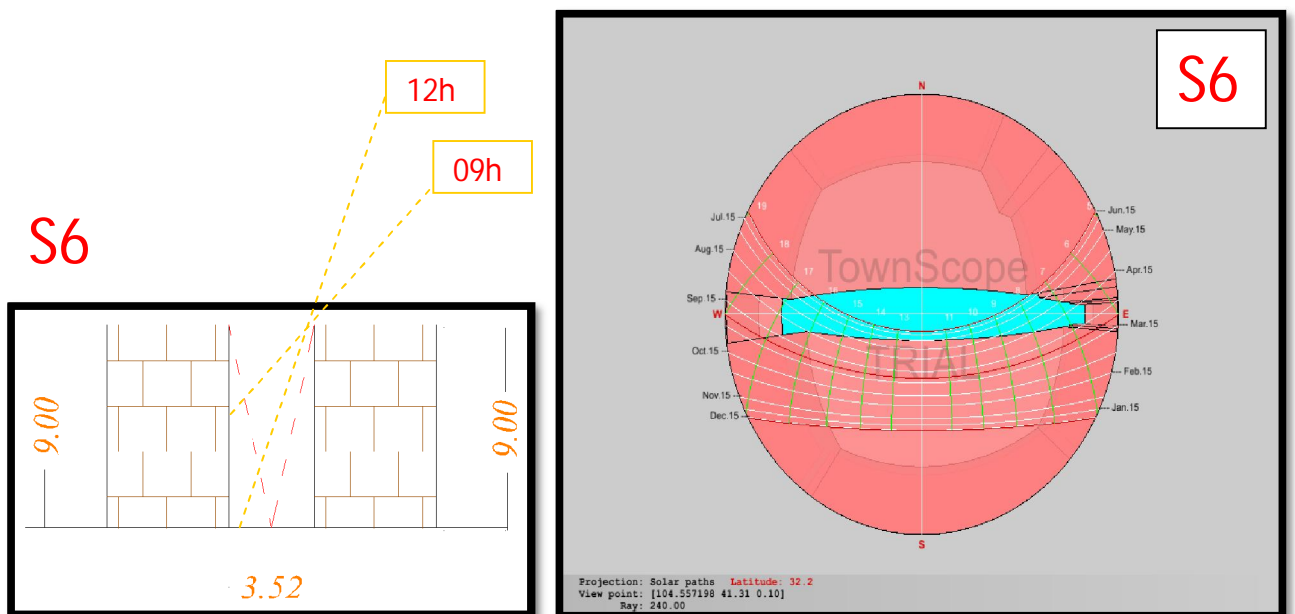 12h
09h
S6
9.00
9.00
3.52
S6
N
Jul.15
19
5
Jun.15
Aug.15
18
6
May.15
TownScope
17
7
Apr.15
Sep.15
16
8
W
15
14
13
11
10
9
E
Mar.15
Oct.15
TRIAL
Feb.15
Nov.15
Dec.15
Jan.15
S
Projection: Solar paths Latitude: 32.2
View point: [104.557198 41.31 0.10]
Ray: 240.00